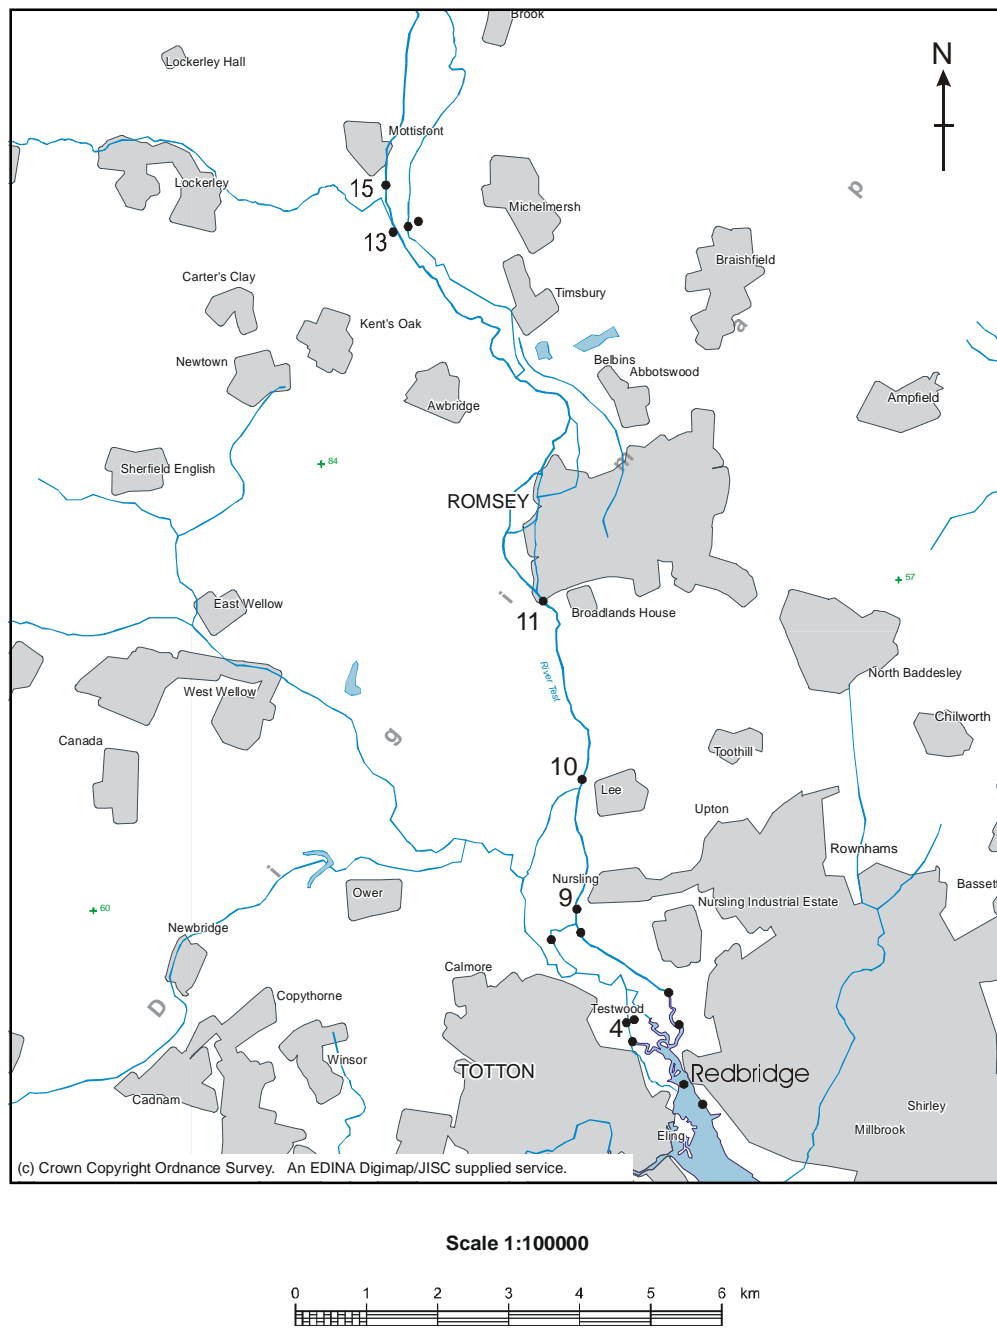 Brook
N
Lockerley Hall
Mottisfont
Lockerley
15
p
Michelmersh
13
Braishfield
Carter's Clay
Timsbury
Kent's Oak
a
Newtown
Belbins
Abbotswood
Awbridge
Ampfield
84
m
Sherfield English
ROMSEY
57
i
East Wellow
11
Broadlands House
River Test
North Baddesley
West Wellow
g
Canada
Chilworth
Toothill
10
Lee
Upton
Rownhams
i
Nursling
Ower
Bassett
9
Nursling Industrial Estate
60
Newbridge
Calmore
D
Copythorne
Testwood
4
Winsor
TOTTON
Redbridge
Cadnam
Shirley
Millbrook
Eling
(c) Crown Copyright Ordnance Survey. An EDINA Digimap/JISC supplied service.
Scale 1:100000
0 1 2 3 4 5 6 km